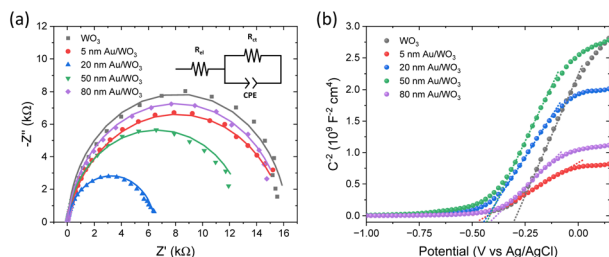 (a)
12
10
8
6
4
2
0
-Z'' (kΩ)
0 2 4 6 8 10 12 14 16
Z' (kΩ)
WO₃
5 nm Au/WO₃
20 nm Au/WO₃
50 nm Au/WO₃
80 nm Au/WO₃
Rₑₗ
R꜀ₜ
CPE
(b)
3.0
2.5
2.0
1.5
1.0
0.5
0.0
C⁻² (10⁹ F⁻² cm⁴)
-1.00 -0.75 -0.50 -0.25 0.00
Potential (V vs Ag/AgCl)
WO₃
5 nm Au/WO₃
20 nm Au/WO₃
50 nm Au/WO₃
80 nm Au/WO₃